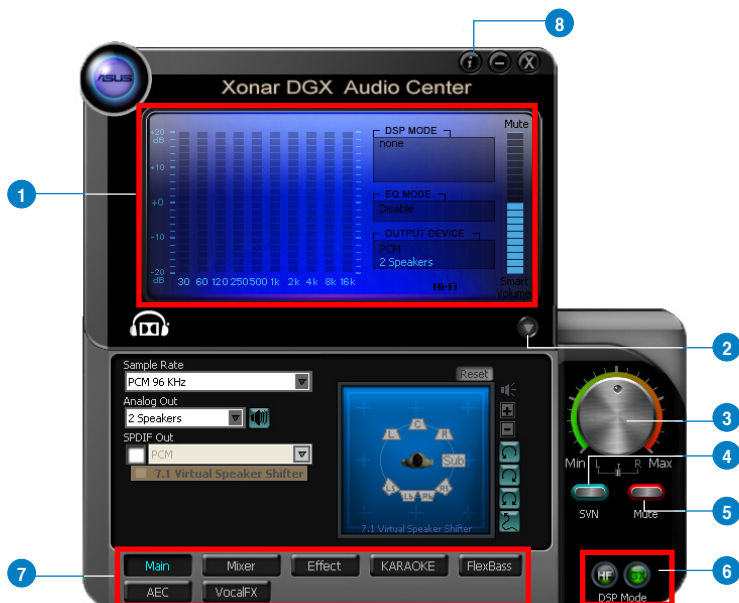 8
ASUS
Xonar DGX Audio Center
+20
dB
+10
+0
-10
-20
dB
30 60 120 250 500 1k 2k 4k 8k 16k
DSP MODE
none
EQ MODE
Disable
OUTPUT DEVICE
PCM
2 Speakers
Hi-Fi
Mute
Smart
Volume
1
2
Sample Rate
PCM 96 KHz
Analog Out
2 Speakers
SPDIF Out
PCM
7.1 Virtual Speaker Shifter
Reset
L
C
R
Sub
Ls
Lb
Rb
Rs
7.1 Virtual Speaker Shifter
3
Min L R Max
4
SVN
Mute
5
HF GX
DSP Mode
6
7
Main
Mixer
Effect
KARAOKE
FlexBass
AEC
VocalFX